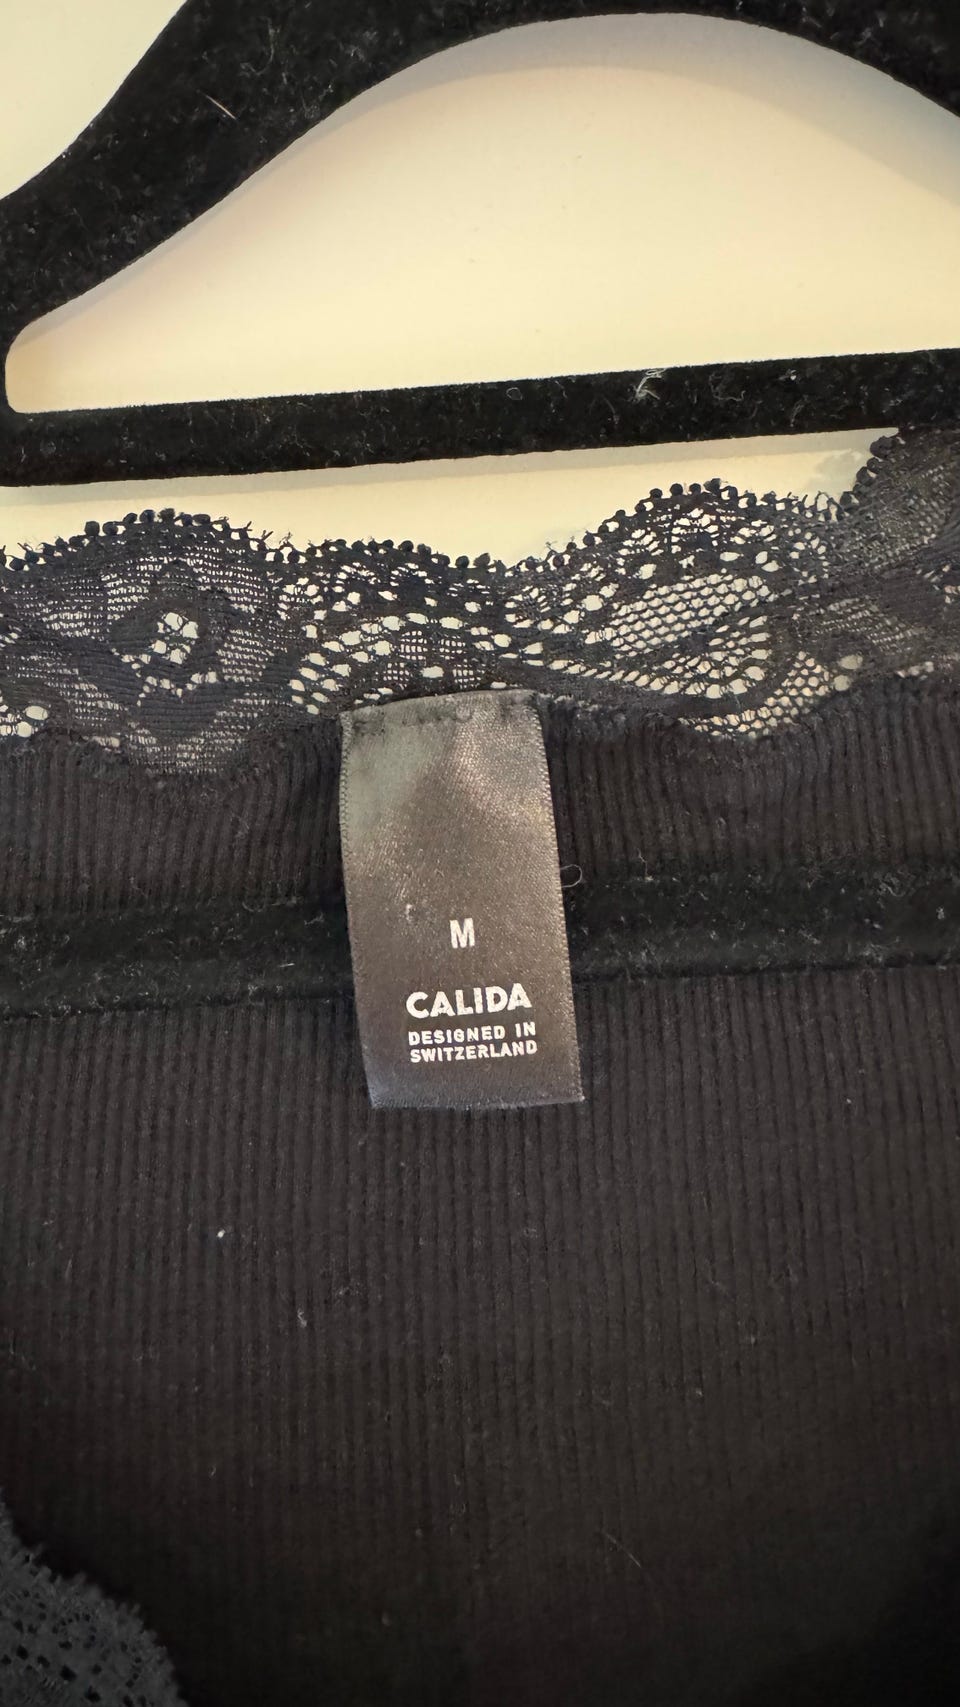 M
CALIDA
DESIGNED IN
SWITZERLAND